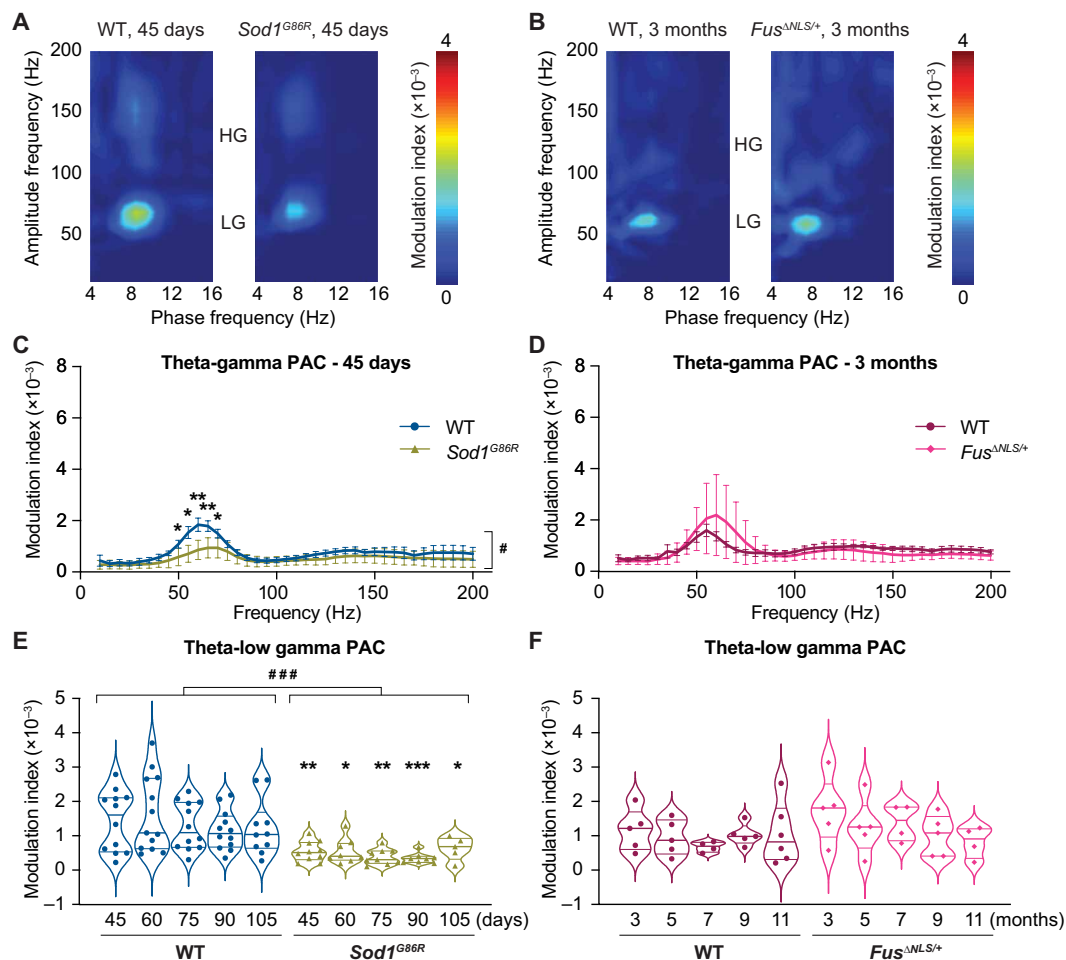 A
WT, 45 days
Sod1G86R, 45 days
200
150
100
50
Amplitude frequency (Hz)
HG
LG
4
8
12
16
4
8
12
16
Phase frequency (Hz)
4
0
Modulation index (×10–3)
B
WT, 3 months
FusΔNLS/+, 3 months
200
150
100
50
Amplitude frequency (Hz)
HG
LG
4
8
12
16
4
8
12
16
Phase frequency (Hz)
4
0
Modulation index (×10–3)
C
Theta-gamma PAC - 45 days
8
6
4
2
0
Modulation index (×10–3)
WT
Sod1G86R
* * ** ** *
#
0
50
100
150
200
Frequency (Hz)
D
Theta-gamma PAC - 3 months
8
6
4
2
0
Modulation index (×10–3)
WT
FusΔNLS/+
0
50
100
150
200
Frequency (Hz)
E
Theta-low gamma PAC
###
5
4
3
2
1
0
–1
Modulation index (×10–3)
** * ** *** *
45 60 75 90 105 45 60 75 90 105 (days)
WT
Sod1G86R
F
Theta-low gamma PAC
5
4
3
2
1
0
–1
Modulation index (×10–3)
3 5 7 9 11 3 5 7 9 11 (months)
WT
FusΔNLS/+